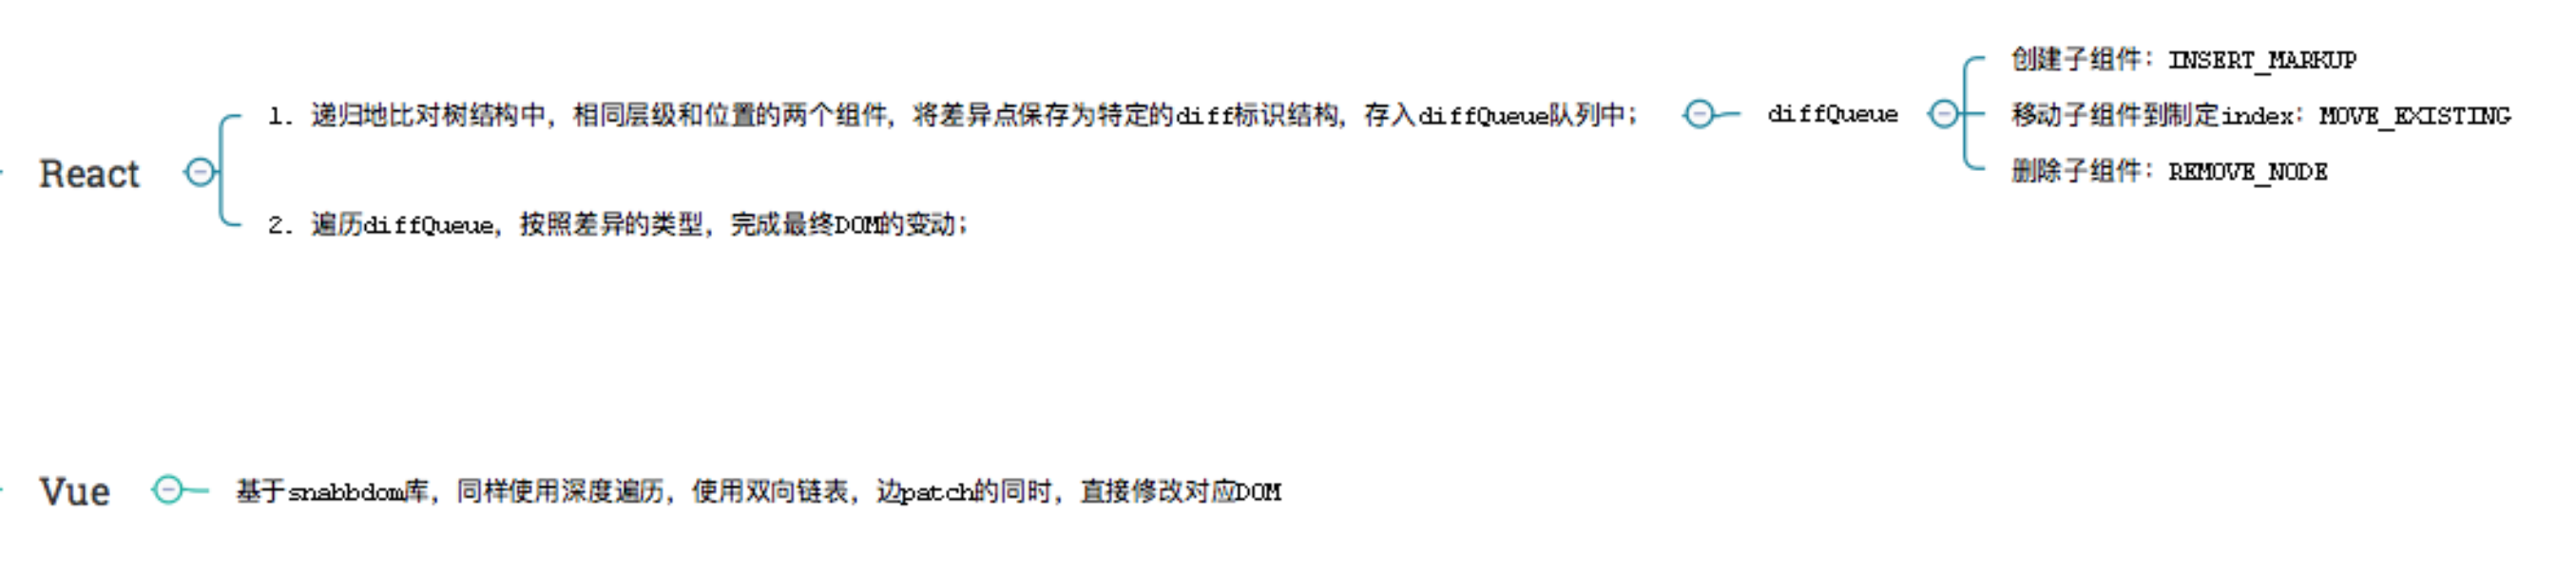 React
1. 递归地比对树结构中，相同层级和位置的两个组件，将差异点保存为特定的diff标识结构，存入diffQueue队列中；
diffQueue
创建子组件：INSERT_MARKUP
移动子组件到制定index：MOVE_EXISTING
删除子组件：REMOVE_NODE
2. 遍历diffQueue，按照差异的类型，完成最终DOM的变动；
Vue
基于snabbdom库，同样使用深度遍历，使用双向链表，边patch的同时，直接修改对应DOM